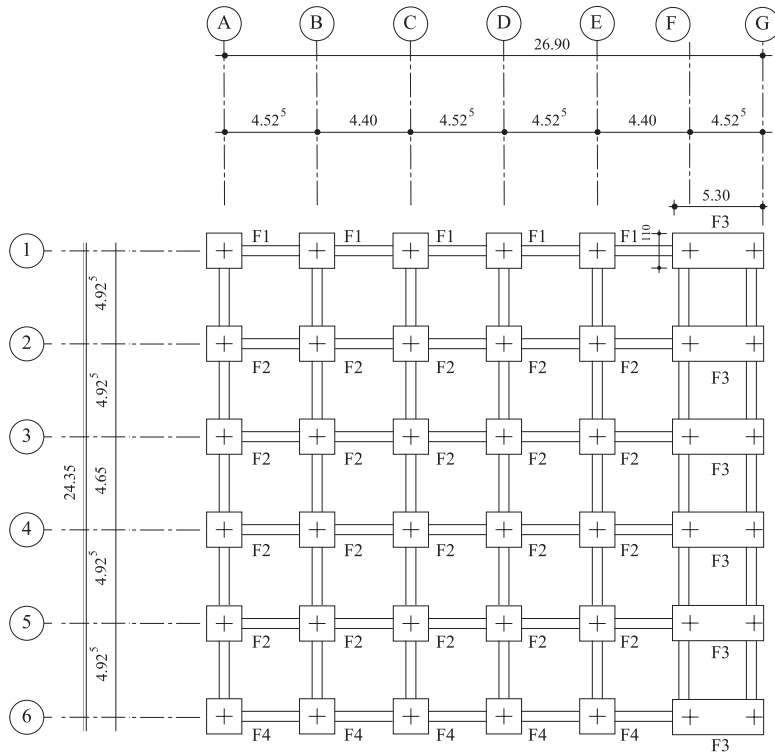 A B C D E F G
26.90
4.52⁵ 4.40 4.52⁵ 4.52⁵ 4.40 4.52⁵
5.30
F3
1 F1 F1 F1 F1 F1 110
4.92⁵
2
F2 F2 F2 F2 F2 F3
4.92⁵
3
F2 F2 F2 F2 F2 F3
24.35 4.65
4
F2 F2 F2 F2 F2 F3
4.92⁵
5
F2 F2 F2 F2 F2 F3
4.92⁵
6
F4 F4 F4 F4 F4 F3